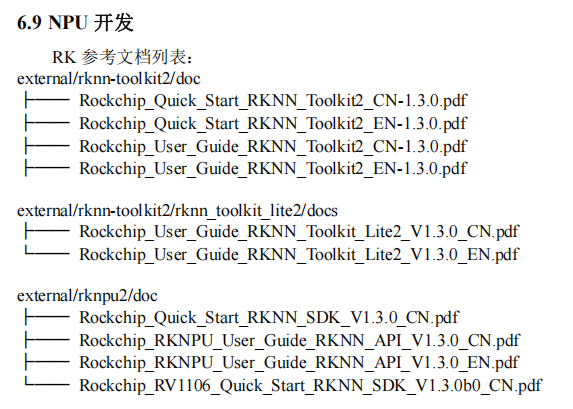 6.9 NPU 开发
RK 参考文档列表：
external/rknn-toolkit2/doc
├── Rockchip_Quick_Start_RKNN_Toolkit2_CN-1.3.0.pdf
├── Rockchip_Quick_Start_RKNN_Toolkit2_EN-1.3.0.pdf
├── Rockchip_User_Guide_RKNN_Toolkit2_CN-1.3.0.pdf
├── Rockchip_User_Guide_RKNN_Toolkit2_EN-1.3.0.pdf
external/rknn-toolkit2/rknn_toolkit_lite2/docs
├── Rockchip_User_Guide_RKNN_Toolkit_Lite2_V1.3.0_CN.pdf
└── Rockchip_User_Guide_RKNN_Toolkit_Lite2_V1.3.0_EN.pdf
external/rknpu2/doc
├── Rockchip_Quick_Start_RKNN_SDK_V1.3.0_CN.pdf
├── Rockchip_RKNPU_User_Guide_RKNN_API_V1.3.0_CN.pdf
├── Rockchip_RKNPU_User_Guide_RKNN_API_V1.3.0_EN.pdf
└── Rockchip_RV1106_Quick_Start_RKNN_SDK_V1.3.0b0_CN.pdf